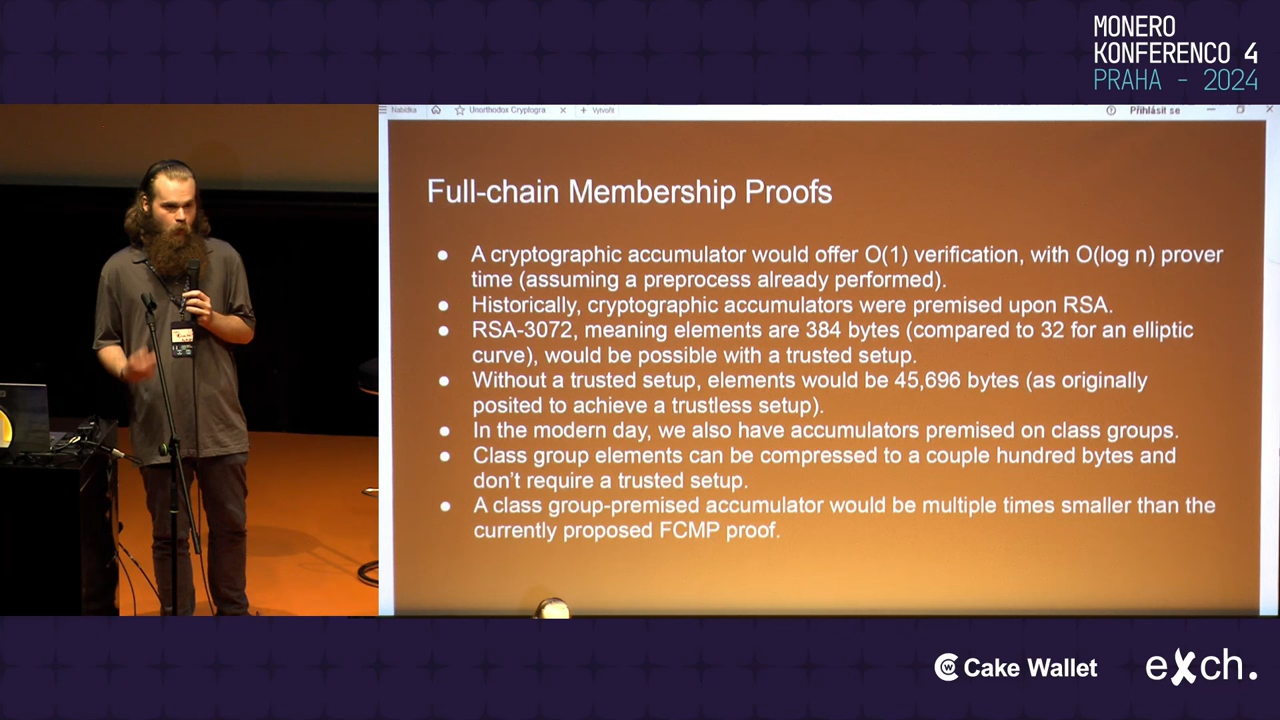 MONERO
KONFERENCO 4
PRAHA - 2024
Nabídka
Unorthodox Cryptogra
Vytvořit
Přihlásit se
Full-chain Membership Proofs
● A cryptographic accumulator would offer O(1) verification, with O(log n) prover
time (assuming a preprocess already performed).
● Historically, cryptographic accumulators were premised upon RSA.
● RSA-3072, meaning elements are 384 bytes (compared to 32 for an elliptic
curve), would be possible with a trusted setup.
● Without a trusted setup, elements would be 45,696 bytes (as originally
posited to achieve a trustless setup).
● In the modern day, we also have accumulators premised on class groups.
● Class group elements can be compressed to a couple hundred bytes and
don't require a trusted setup.
● A class group-premised accumulator would be multiple times smaller than the
currently proposed FCMP proof.
Cake Wallet
exch.